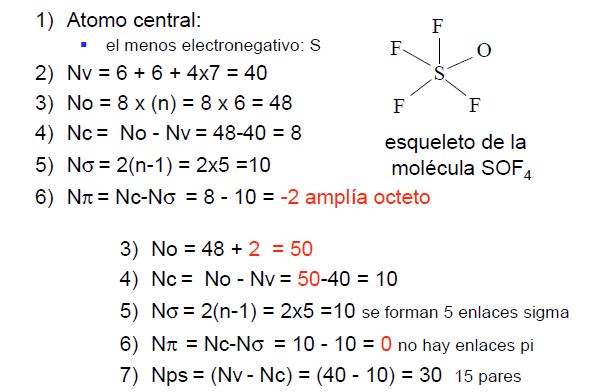 1) Atomo central:
▪ el menos electronegativo: S
2) Nv = 6 + 6 + 4x7 = 40
3) No = 8 x (n) = 8 x 6 = 48
4) Nc = No - Nv = 48-40 = 8
5) Nσ = 2(n-1) = 2x5 =10
6) Nπ = Nc-Nσ = 8 - 10 = -2 amplía octeto
F
F
O
S
F
F
esqueleto de la
molécula SOF₄
3) No = 48 + 2 = 50
4) Nc = No - Nv = 50-40 = 10
5) Nσ = 2(n-1) = 2x5 =10 se forman 5 enlaces sigma
6) Nπ = Nc-Nσ = 10 - 10 = 0 no hay enlaces pi
7) Nps = (Nv - Nc) = (40 - 10) = 30 15 pares